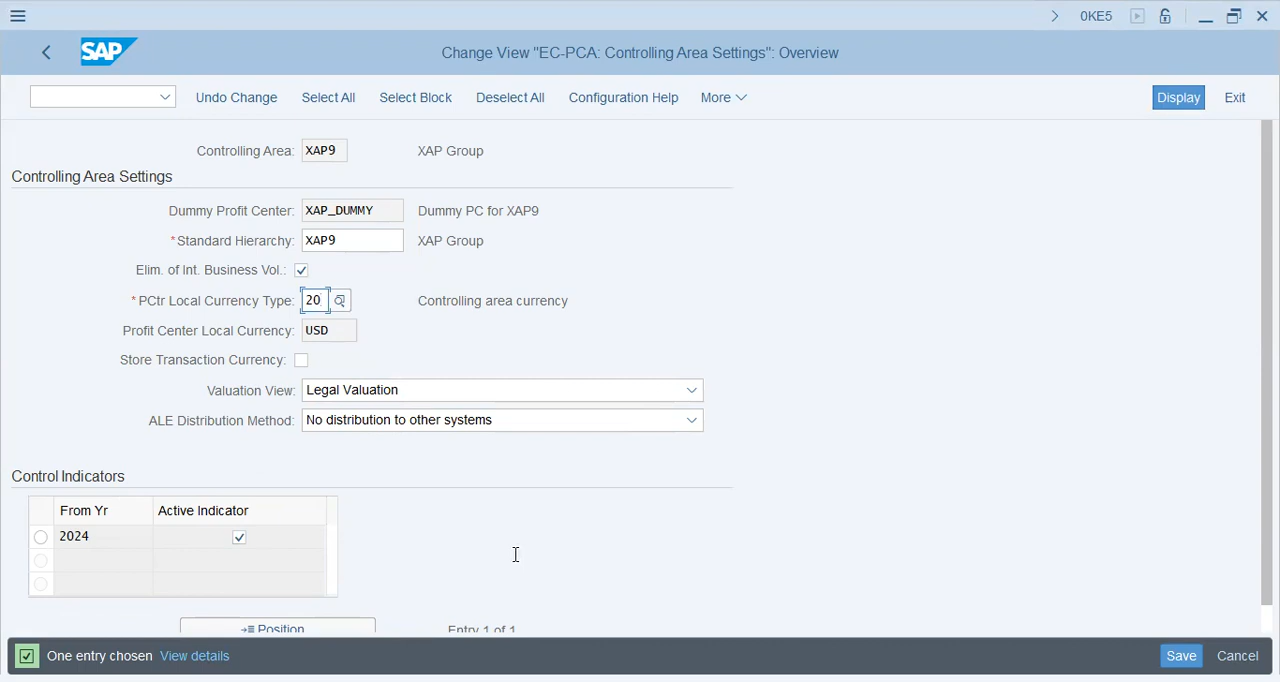 0KE5
SAP Change View "EC-PCA: Controlling Area Settings": Overview
Undo Change Select All Select Block Deselect All Configuration Help More Display Exit
Controlling Area: XAP9 XAP Group
Controlling Area Settings
Dummy Profit Center: XAP_DUMMY Dummy PC for XAP9
*Standard Hierarchy: XAP9 XAP Group
Elim. of Int. Business Vol.:
*PCtr Local Currency Type: 20 Controlling area currency
Profit Center Local Currency: USD
Store Transaction Currency:
Valuation View: Legal Valuation
ALE Distribution Method: No distribution to other systems
Control Indicators
From Yr Active Indicator
2024
Position Entry 1 of 1
One entry chosen View details Save Cancel